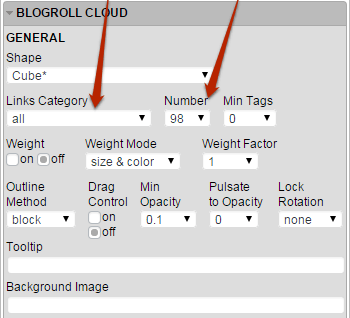 BLOGROLL CLOUD
GENERAL
Shape
Cube*
Links Category Number Min Tags
all 98 0
Weight Weight Mode Weight Factor
on off size & color 1
Outline Method Drag Control Min Opacity Pulsate to Opacity Lock Rotation
block on off 0.1 0 none
Tooltip
Background Image